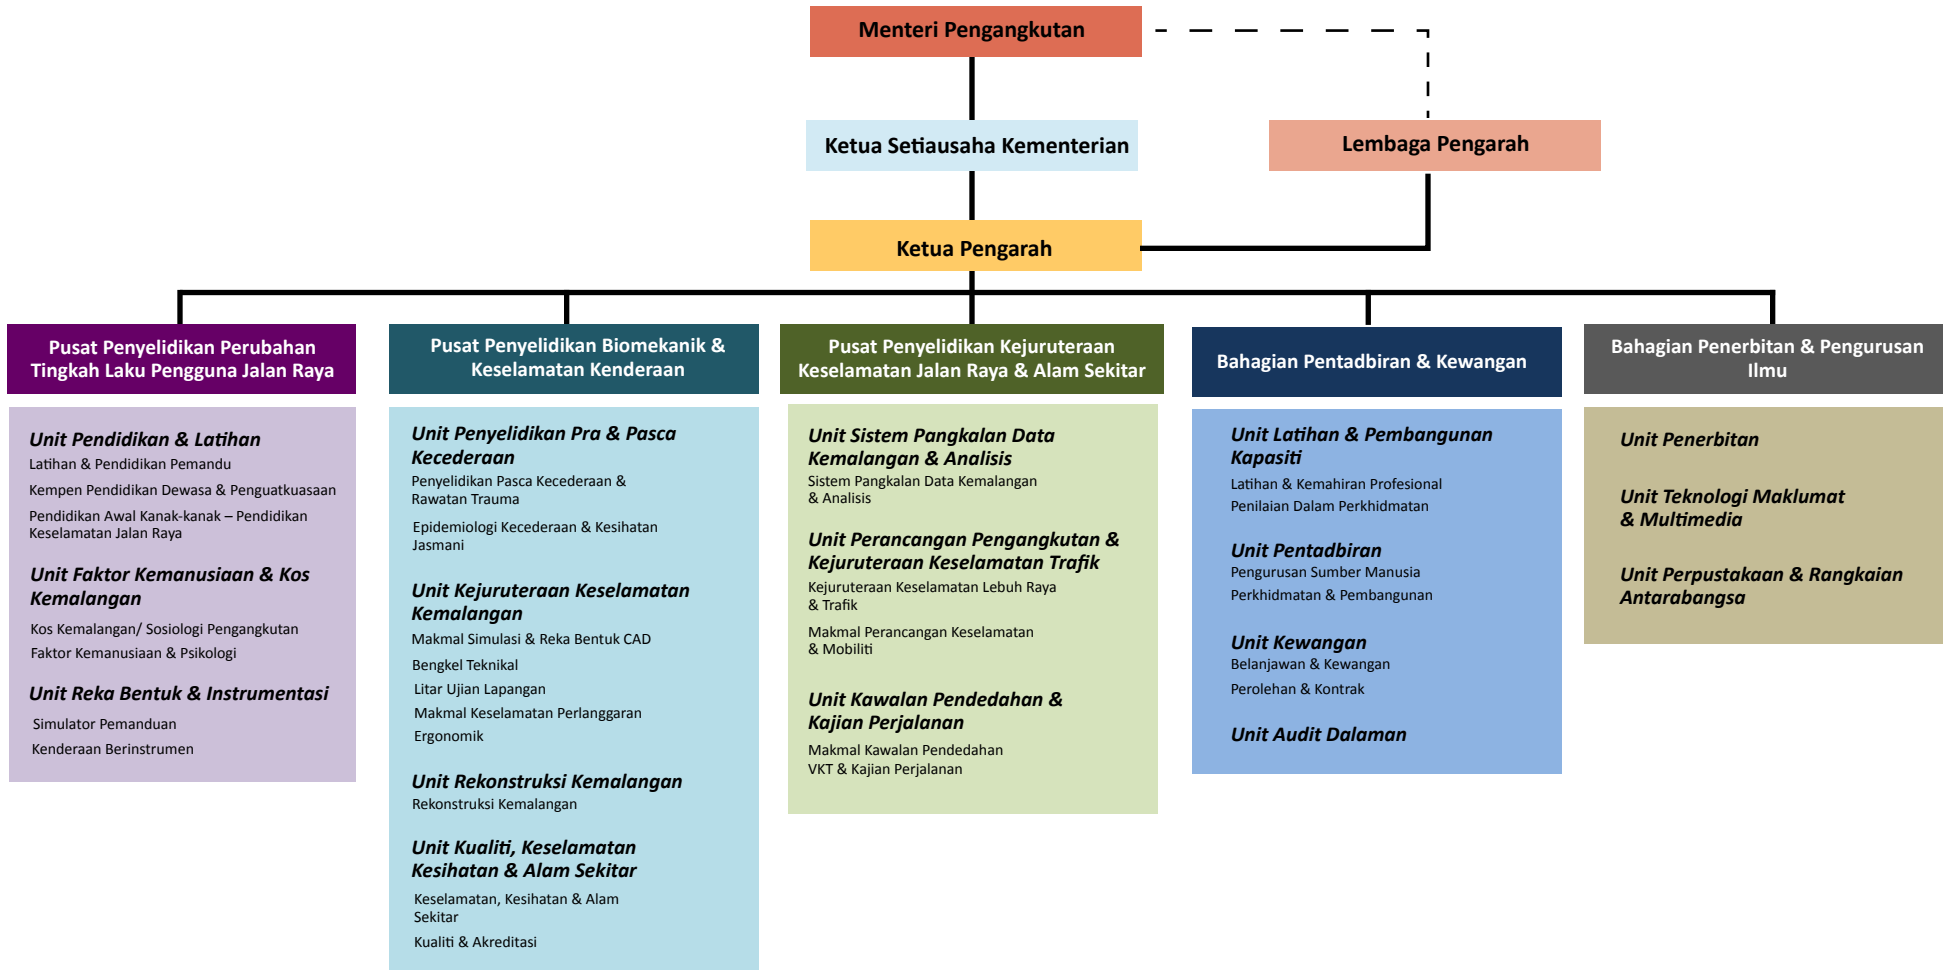 Menteri Pengangkutan
Ketua Setiausaha Kementerian
Lembaga Pengarah
Ketua Pengarah
Pusat Penyelidikan Perubahan
Tingkah Laku Pengguna Jalan Raya
Unit Pendidikan & Latihan
Latihan & Pendidikan Pemandu
Kempen Pendidikan Dewasa & Penguatkuasaan
Pendidikan Awal Kanak-kanak – Pendidikan
Keselamatan Jalan Raya
Unit Faktor Kemanusiaan & Kos
Kemalangan
Kos Kemalangan/ Sosiologi Pengangkutan
Faktor Kemanusiaan & Psikologi
Unit Reka Bentuk & Instrumentasi
Simulator Pemanduan
Kenderaan Berinstrumen
Pusat Penyelidikan Biomekanik &
Keselamatan Kenderaan
Unit Penyelidikan Pra & Pasca
Kecederaan
Penyelidikan Pasca Kecederaan &
Rawatan Trauma
Epidemiologi Kecederaan & Kesihatan
Jasmani
Unit Kejuruteraan Keselamatan
Kemalangan
Makmal Simulasi & Reka Bentuk CAD
Bengkel Teknikal
Litar Ujian Lapangan
Makmal Keselamatan Perlanggaran
Ergonomik
Unit Rekonstruksi Kemalangan
Rekonstruksi Kemalangan
Unit Kualiti, Keselamatan
Kesihatan & Alam Sekitar
Keselamatan, Kesihatan & Alam
Sekitar
Kualiti & Akreditasi
Pusat Penyelidikan Kejuruteraan
Keselamatan Jalan Raya & Alam Sekitar
Unit Sistem Pangkalan Data
Kemalangan & Analisis
Sistem Pangkalan Data Kemalangan
& Analisis
Unit Perancangan Pengangkutan &
Kejuruteraan Keselamatan Trafik
Kejuruteraan Keselamatan Lebuh Raya
& Trafik
Makmal Perancangan Keselamatan
& Mobiliti
Unit Kawalan Pendedahan &
Kajian Perjalanan
Makmal Kawalan Pendedahan
VKT & Kajian Perjalanan
Bahagian Pentadbiran & Kewangan
Unit Latihan & Pembangunan
Kapasiti
Latihan & Kemahiran Profesional
Penilaian Dalam Perkhidmatan
Unit Pentadbiran
Pengurusan Sumber Manusia
Perkhidmatan & Pembangunan
Unit Kewangan
Belanjawan & Kewangan
Perolehan & Kontrak
Unit Audit Dalaman
Bahagian Penerbitan & Pengurusan
Ilmu
Unit Penerbitan
Unit Teknologi Maklumat
& Multimedia
Unit Perpustakaan & Rangkaian
Antarabangsa